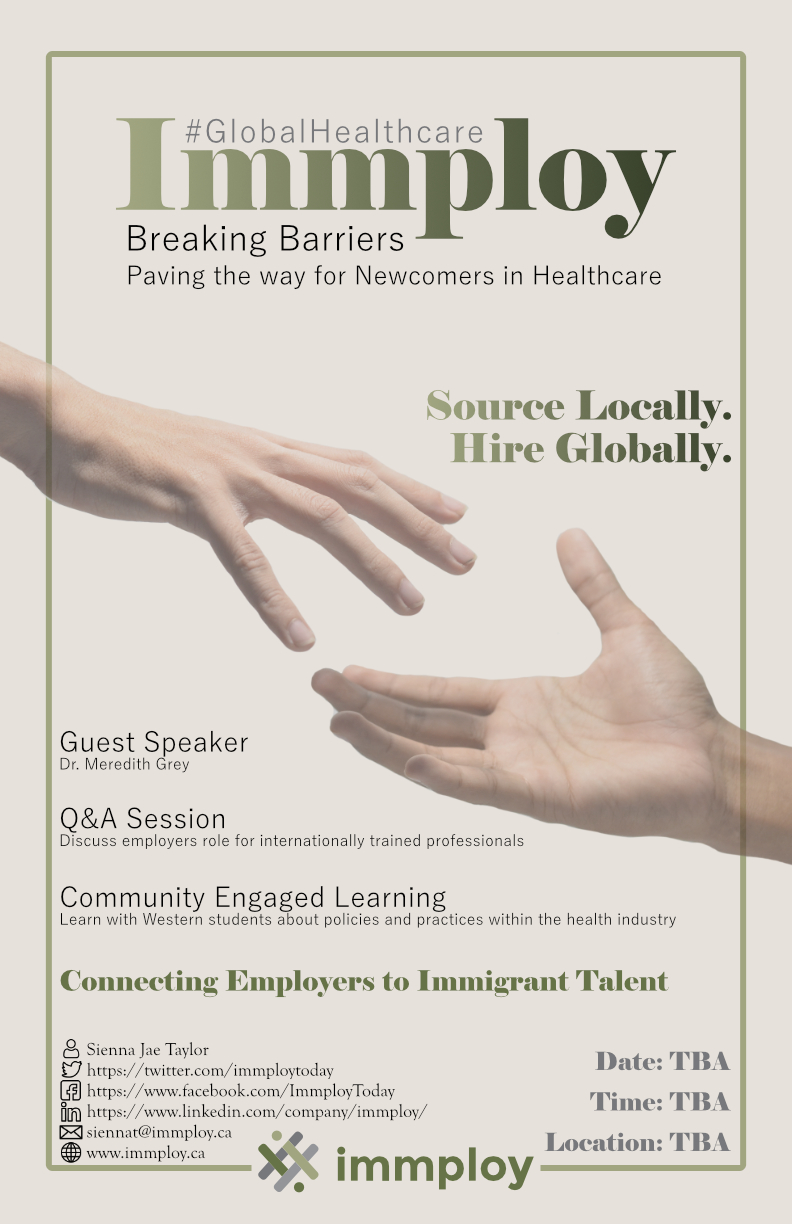 #GlobalHealthcare
Immploy
Breaking Barriers
Paving the way for Newcomers in Healthcare
Source Locally.
Hire Globally.
Guest Speaker
Dr. Meredith Grey
Q&A Session
Discuss employers role for internationally trained professionals
Community Engaged Learning
Learn with Western students about policies and practices within the health industry
Connecting Employers to Immigrant Talent
Sienna Jae Taylor
https://twitter.com/immploytoday
https://www.facebook.com/ImmployToday
https://www.linkedin.com/company/immploy/
siennat@immploy.ca
www.immploy.ca
Date: TBA
Time: TBA
Location: TBA
immploy